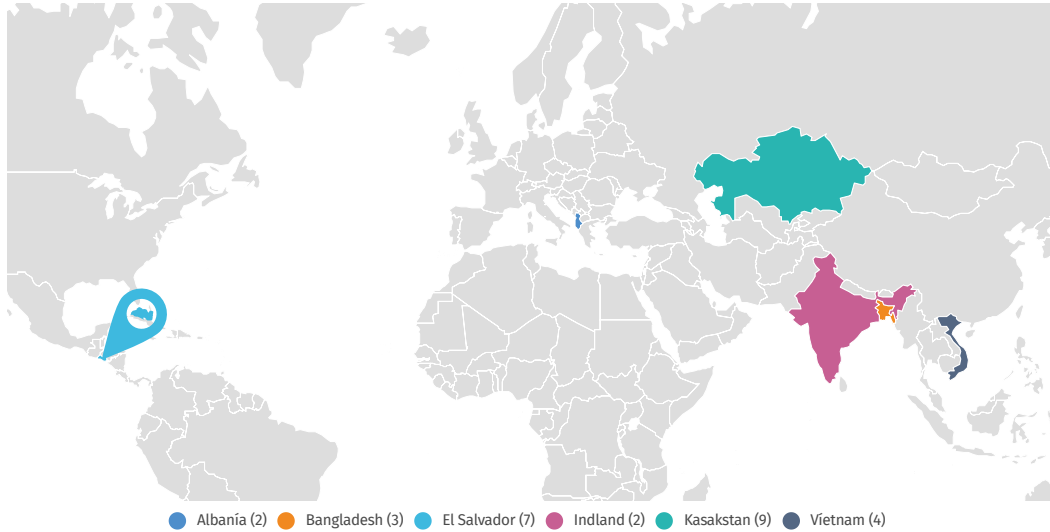 Albanía (2) Bangladesh (3) El Salvador (7) Indland (2) Kasakstan (9) Víetnam (4)